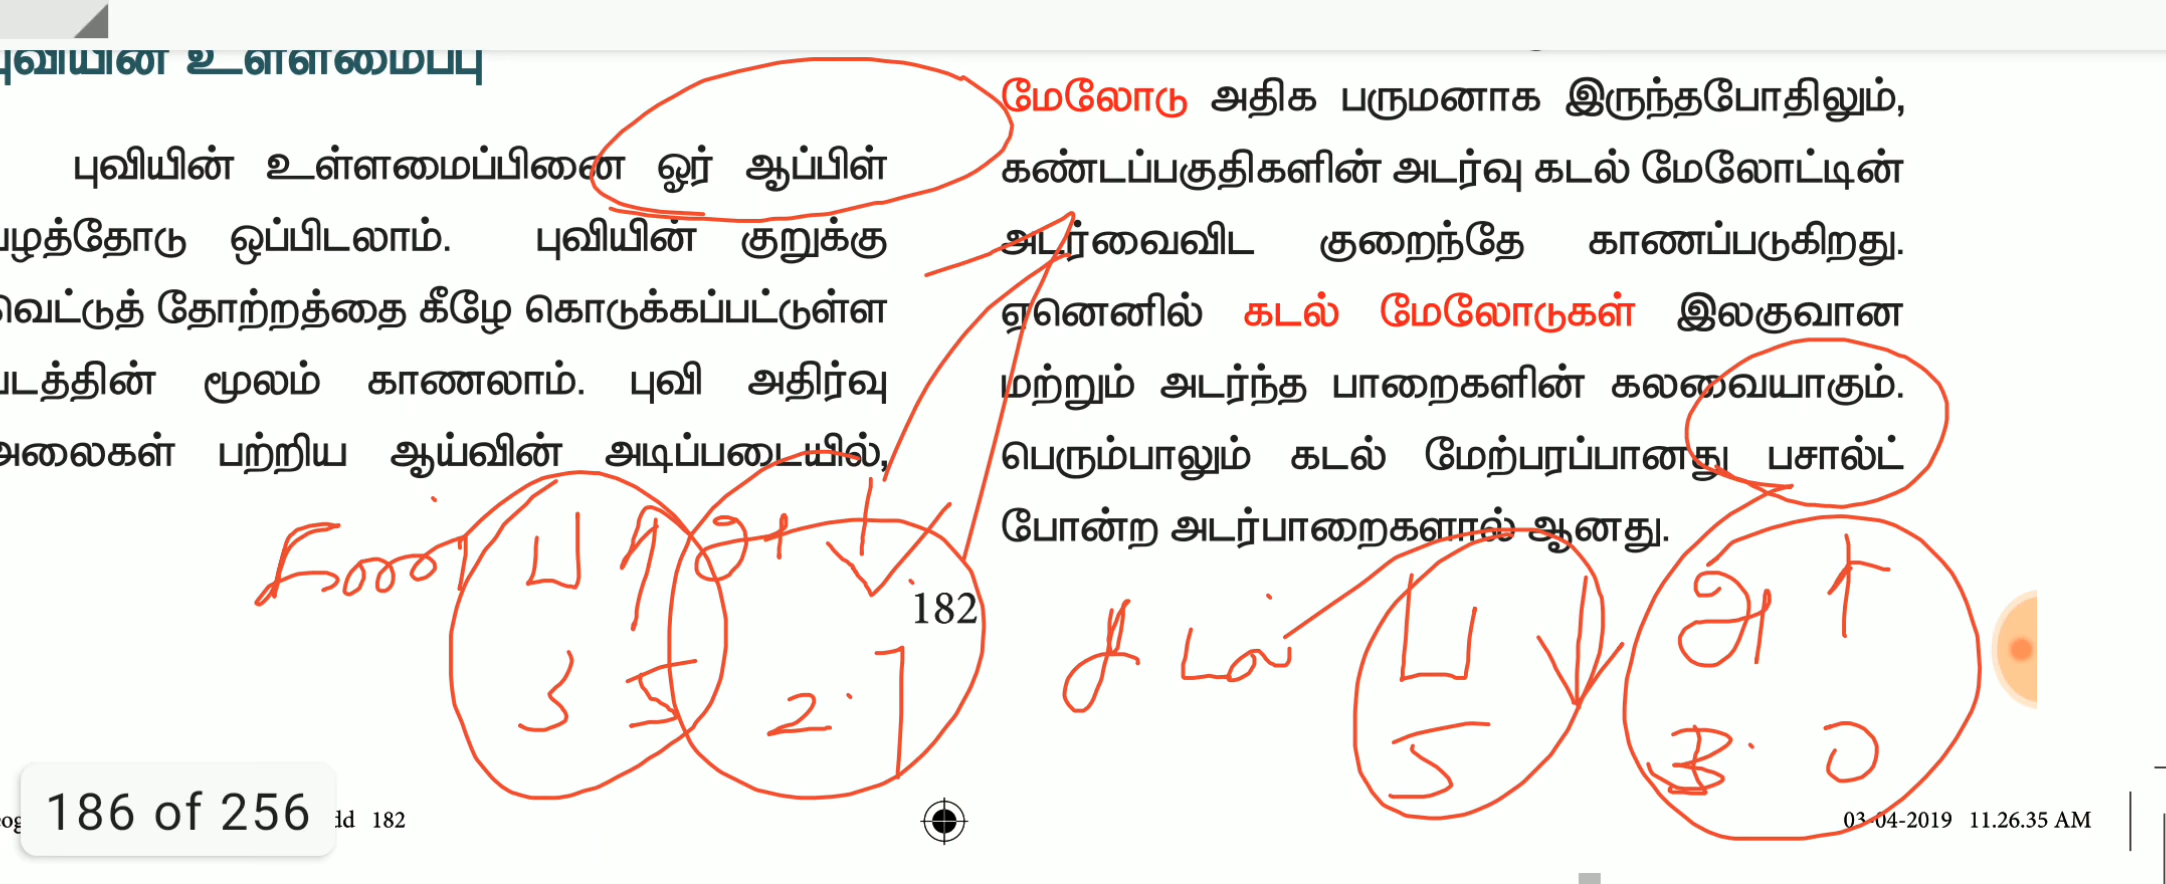 புவியின் உள்ளமைப்பு
புவியின் உள்ளமைப்பினை ஓர் ஆப்பிள்
பழத்தோடு ஒப்பிடலாம். புவியின் குறுக்கு
வெட்டுத் தோற்றத்தை கீழே கொடுக்கப்பட்டுள்ள
படத்தின் மூலம் காணலாம். புவி அதிர்வு
அலைகள் பற்றிய ஆய்வின் அடிப்படையில்,
மேலோடு அதிக பருமனாக இருந்தபோதிலும்,
கண்டப்பகுதிகளின் அடர்வு கடல் மேலோட்டின்
அடர்வைவிட குறைந்தே காணப்படுகிறது.
ஏனெனில் கடல் மேலோடுகள் இலகுவான
மற்றும் அடர்ந்த பாறைகளின் கலவையாகும்.
பெரும்பாலும் கடல் மேற்பரப்பானது பசால்ட்
போன்ற அடர்பாறைகளால் ஆனது.
ப அ
35 2.7
182
கடல் ப அ
5 3.0
186 of 256
dd 182
03-04-2019 11.26.35 AM